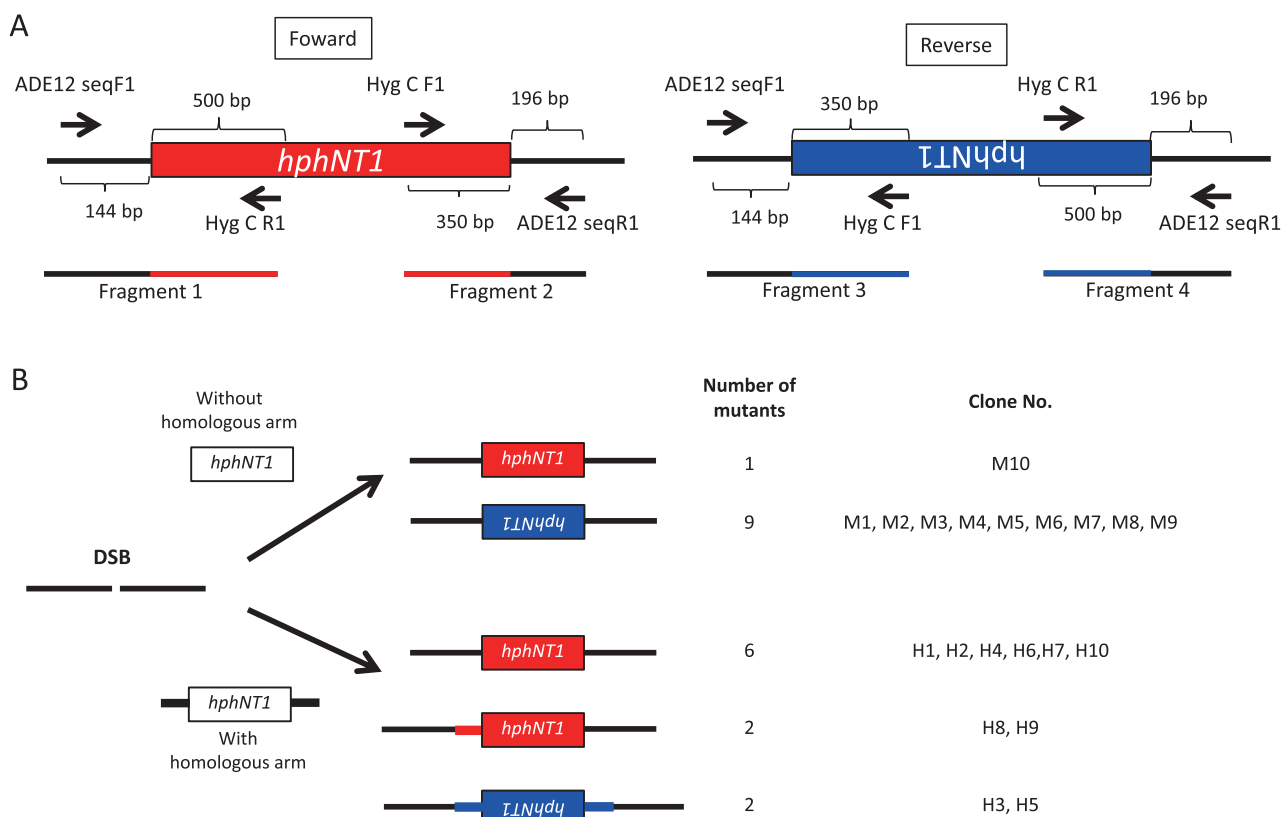 A
Foward
Reverse
ADE12 seqF1
500 bp
Hyg C F1
196 bp
hphNT1
144 bp
Hyg C R1
350 bp
ADE12 seqR1
Fragment 1
Fragment 2
ADE12 seqF1
350 bp
Hyg C R1
196 bp
hphNT1
144 bp
Hyg C F1
500 bp
ADE12 seqR1
Fragment 3
Fragment 4
B
Number of
mutants
Clone No.
Without
homologous arm
hphNT1
DSB
hphNT1
With
homologous arm
hphNT1
1
M10
hphNT1
9
M1, M2, M3, M4, M5, M6, M7, M8, M9
hphNT1
6
H1, H2, H4, H6,H7, H10
hphNT1
2
H8, H9
hphNT1
2
H3, H5